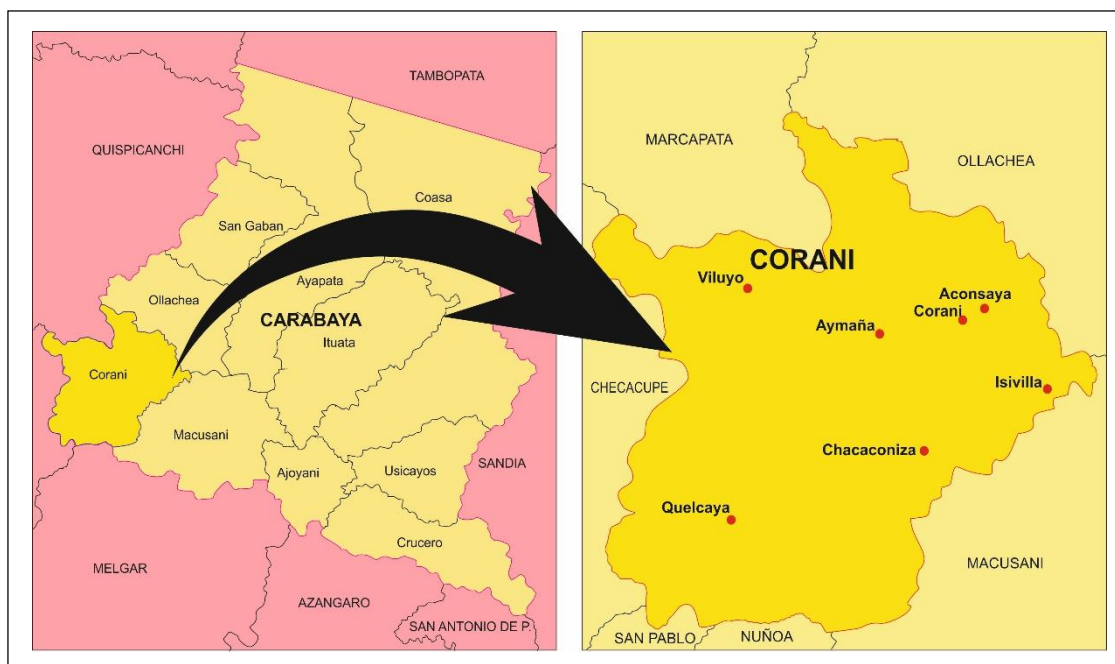 TAMBOPATA
QUISPICANCHI
Coasa
San Gaban
Ollachea
Ayapata
CARABAYA
Ituata
Corani
Macusani
Ajoyani
Usicayos
SANDIA
Crucero
MELGAR
AZANGARO
SAN ANTONIO DE P.
MARCAPATA
OLLACHEA
CORANI
Viluyo
Aconsaya
Corani
Aymaña
CHECACUPE
Isivilla
Chacaconiza
Quelcaya
MACUSANI
SAN PABLO
NUÑOA